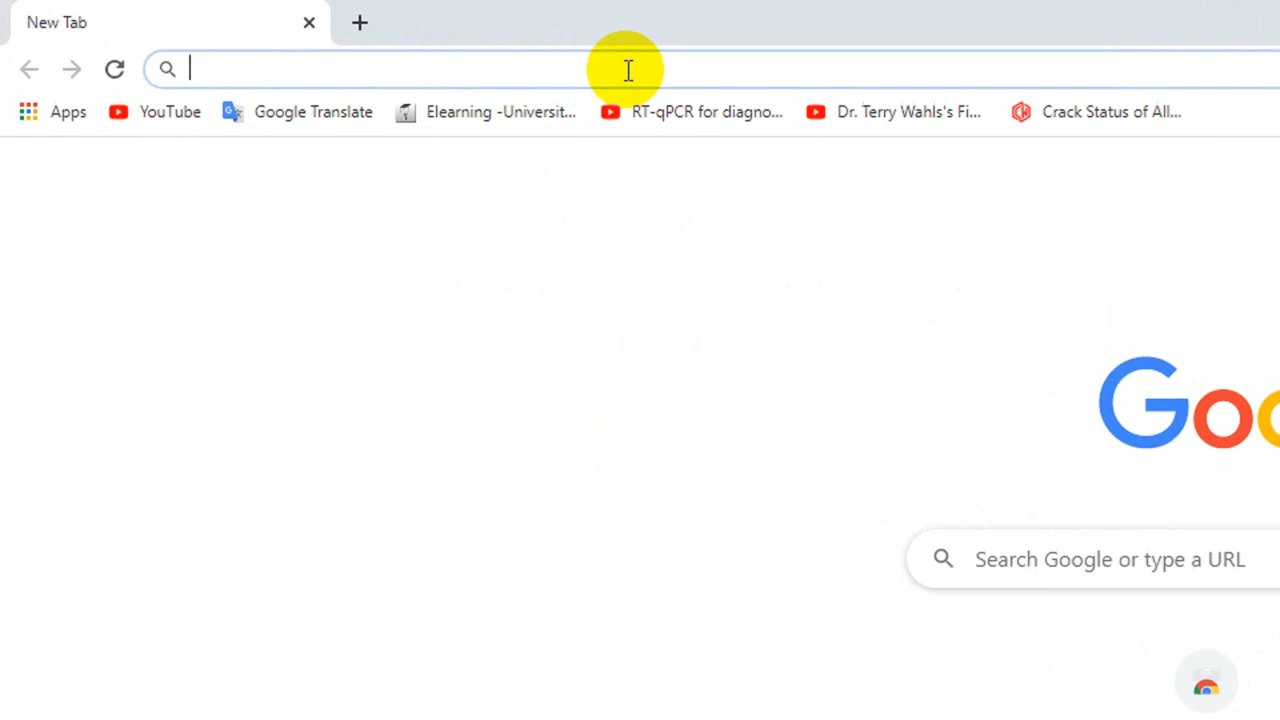 New Tab
Apps YouTube Google Translate Elearning -Universit... RT-qPCR for diagno... Dr. Terry Wahls's Fi... Crack Status of All...
Goo
Search Google or type a URL